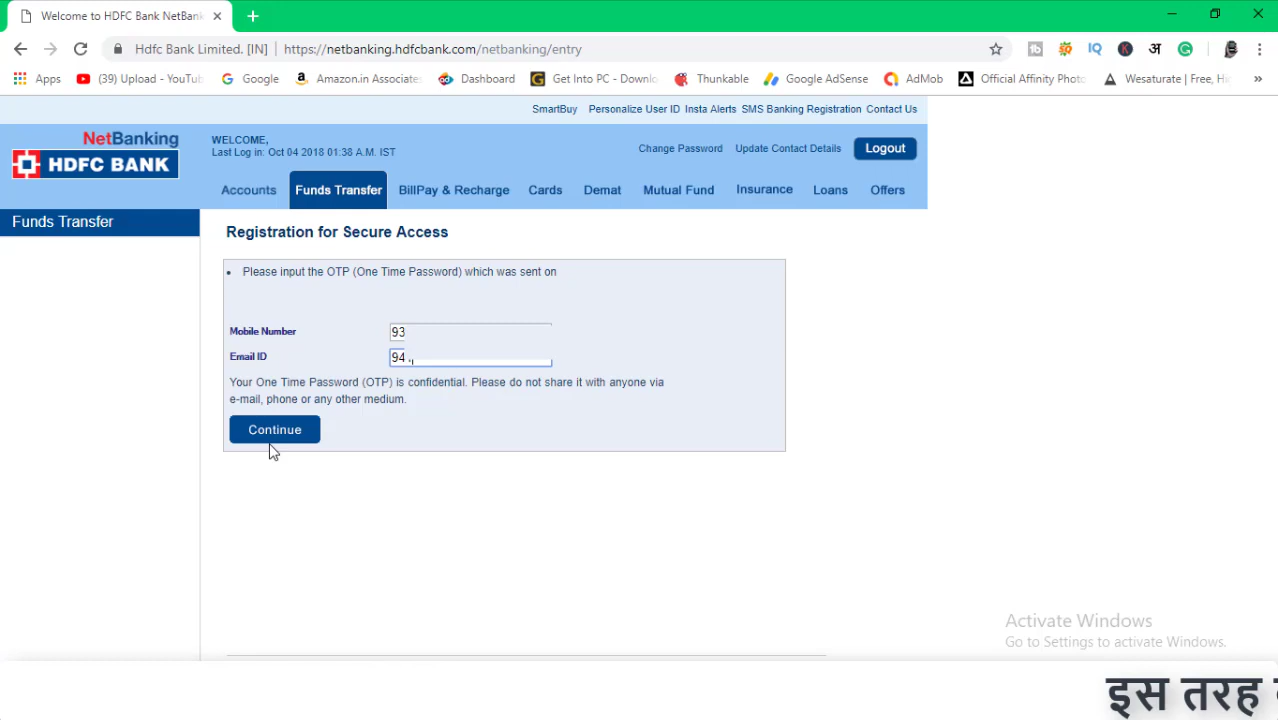 Welcome to HDFC Bank NetBank
Hdfc Bank Limited. [IN] https://netbanking.hdfcbank.com/netbanking/entry
Apps (39) Upload - YouTu Google Amazon.in Associates Dashboard Get Into PC - Downlo Thunkable Google AdSense AdMob Official Affinity Photo Wesaturate | Free, Hi »
SmartBuy Personalize User ID Insta Alerts SMS Banking Registration Contact Us
NetBanking
HDFC BANK
WELCOME,
Last Log in: Oct 04 2018 01:38 A.M. IST
Change Password Update Contact Details Logout
Accounts Funds Transfer BillPay & Recharge Cards Demat Mutual Fund Insurance Loans Offers
Funds Transfer
Registration for Secure Access
• Please input the OTP (One Time Password) which was sent on
Mobile Number 93
Email ID 94
Your One Time Password (OTP) is confidential. Please do not share it with anyone via
e-mail, phone or any other medium.
Continue
Activate Windows
Go to Settings to activate Windows.
इस तरह